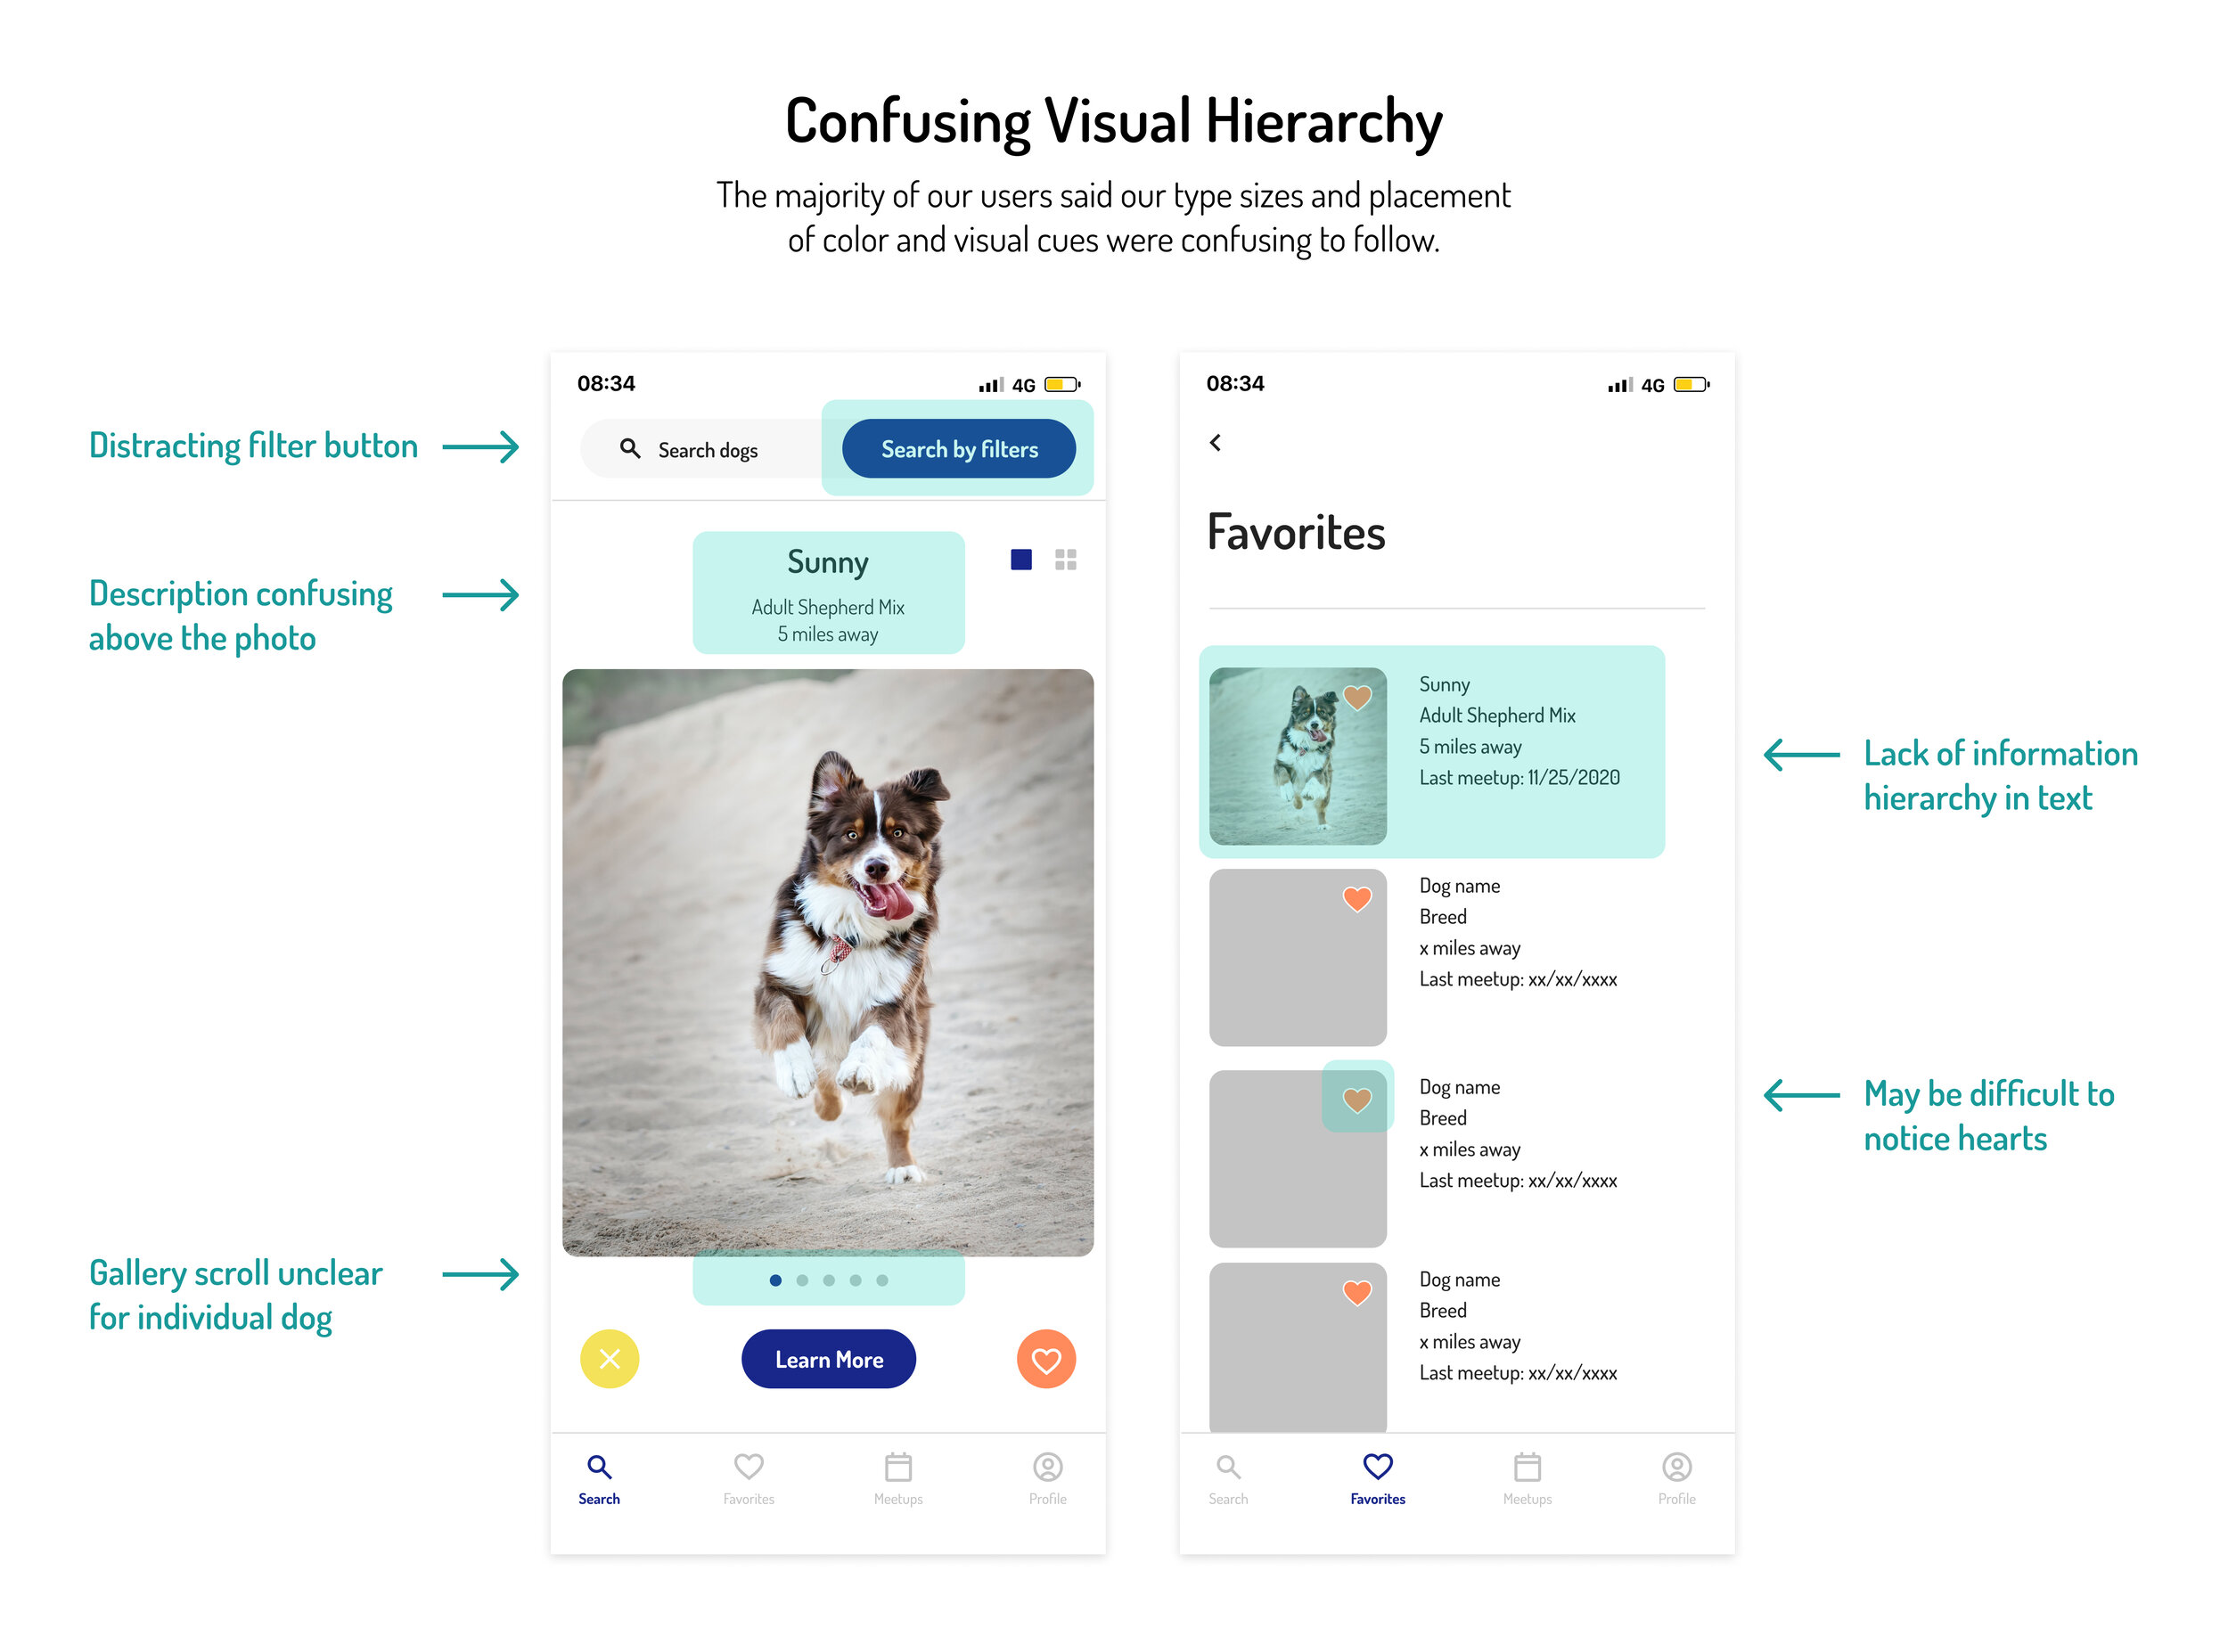 Confusing Visual Hierarchy
The majority of our users said our type sizes and placement
of color and visual cues were confusing to follow.
Distracting filter button
Description confusing
above the photo
Gallery scroll unclear
for individual dog
08:34
4G
Search dogs
Search by filters
Sunny
Adult Shepherd Mix
5 miles away
Learn More
Search
Favorites
Meetups
Profile
08:34
4G
Favorites
Sunny
Adult Shepherd Mix
5 miles away
Last meetup: 11/25/2020
Dog name
Breed
x miles away
Last meetup: xx/xx/xxxx
Dog name
Breed
x miles away
Last meetup: xx/xx/xxxx
Dog name
Breed
x miles away
Last meetup: xx/xx/xxxx
Search
Favorites
Meetups
Profile
Lack of information
hierarchy in text
May be difficult to
notice hearts